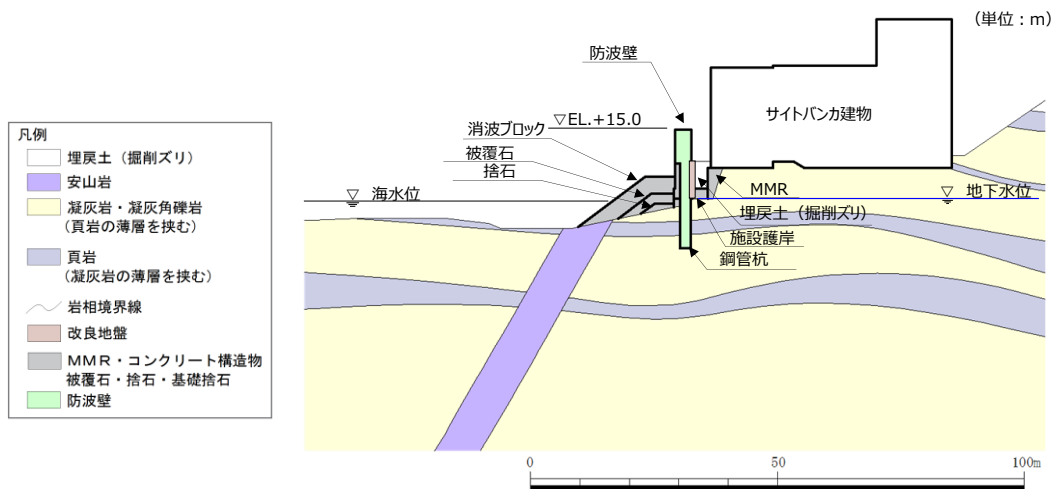 (単位：m)
防波壁
▽EL.+15.0
サイトバンカ建物
消波ブロック
被覆石
捨石
▽ 海水位
MMR
▽ 地下水位
埋戻土（掘削ズリ）
施設護岸
鋼管杭
凡例
埋戻土（掘削ズリ）
安山岩
凝灰岩・凝灰角礫岩
(頁岩の薄層を挟む)
頁岩
(凝灰岩の薄層を挟む)
岩相境界線
改良地盤
ＭＭＲ・コンクリート構造物
被覆石・捨石・基礎捨石
防波壁
0 50 100m